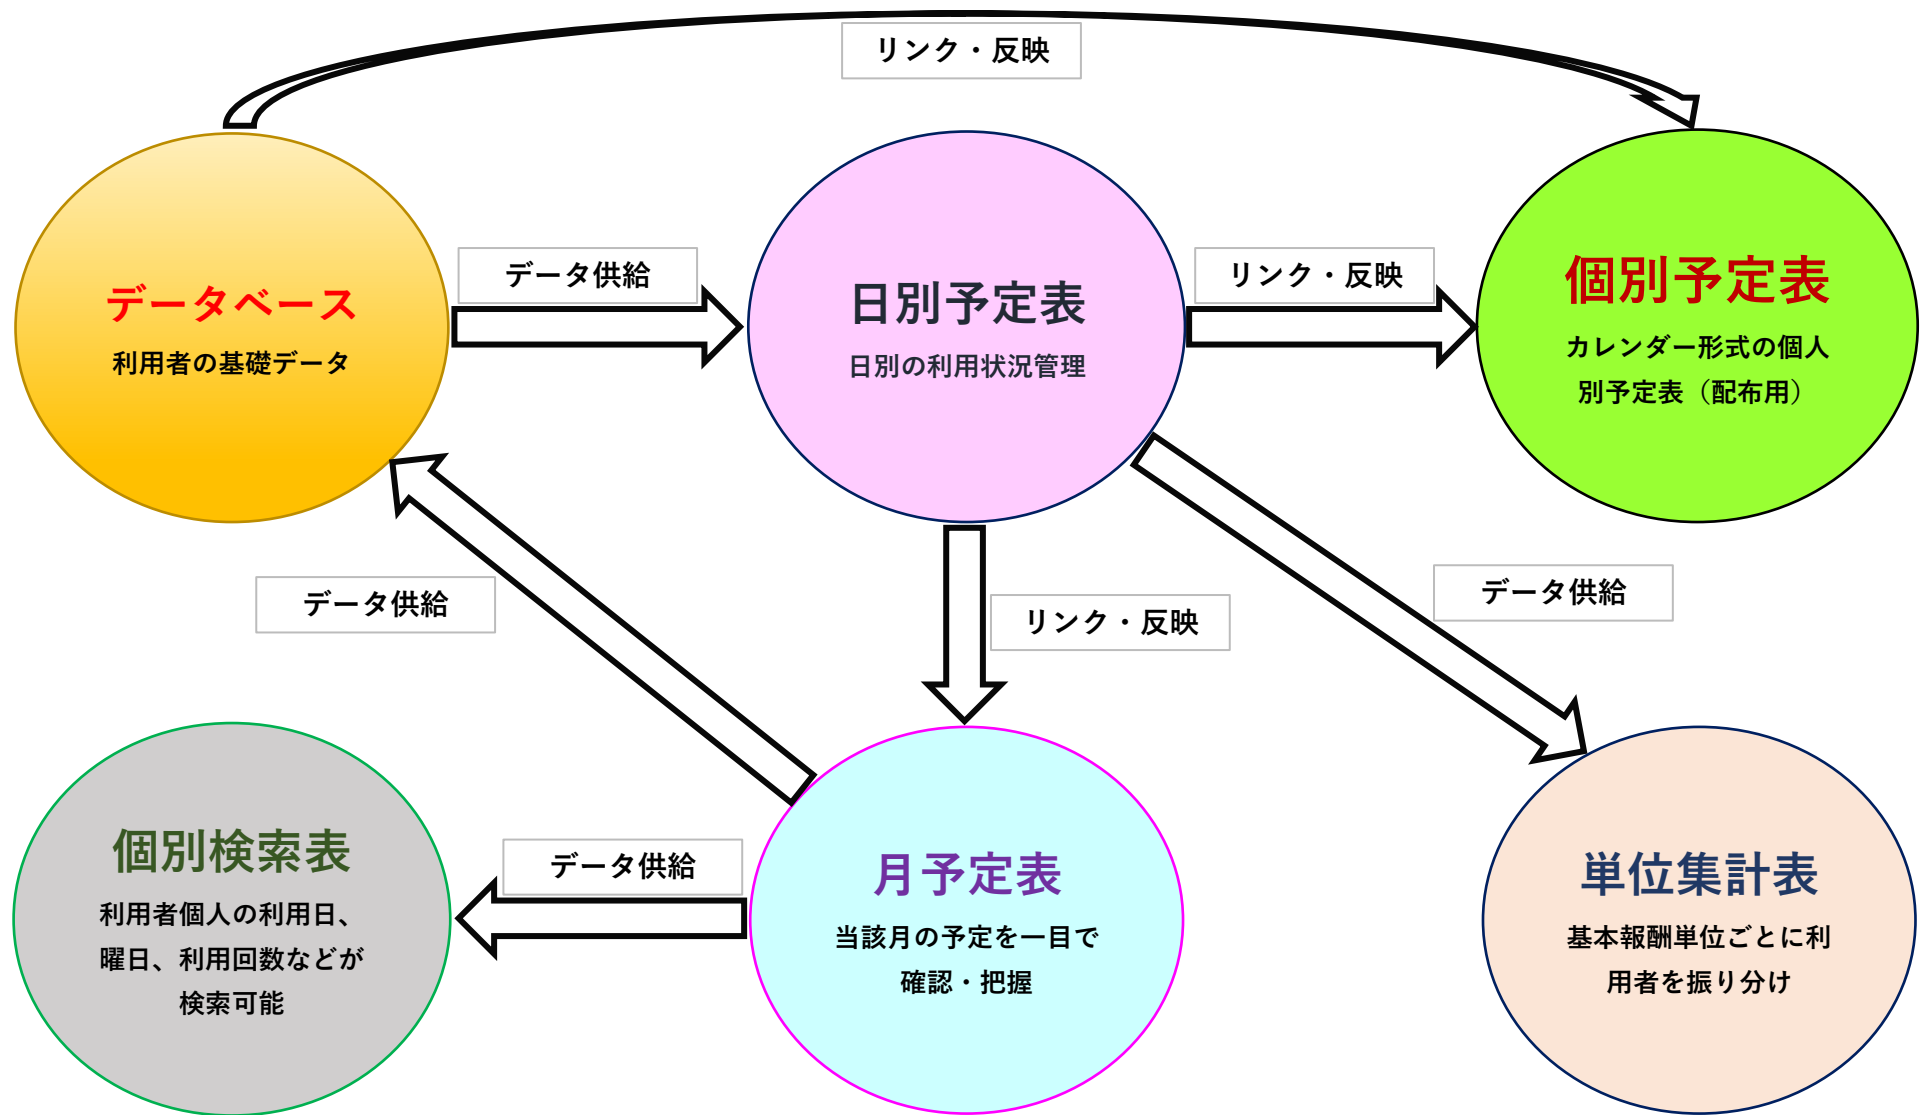 リンク・反映
データベース
利用者の基礎データ
データ供給
日別予定表
日別の利用状況管理
リンク・反映
個別予定表
カレンダー形式の個人
別予定表（配布用）
データ供給
リンク・反映
データ供給
個別検索表
利用者個人の利用日、
曜日、利用回数などが
検索可能
データ供給
月予定表
当該月の予定を一目で
確認・把握
単位集計表
基本報酬単位ごとに利
用者を振り分け